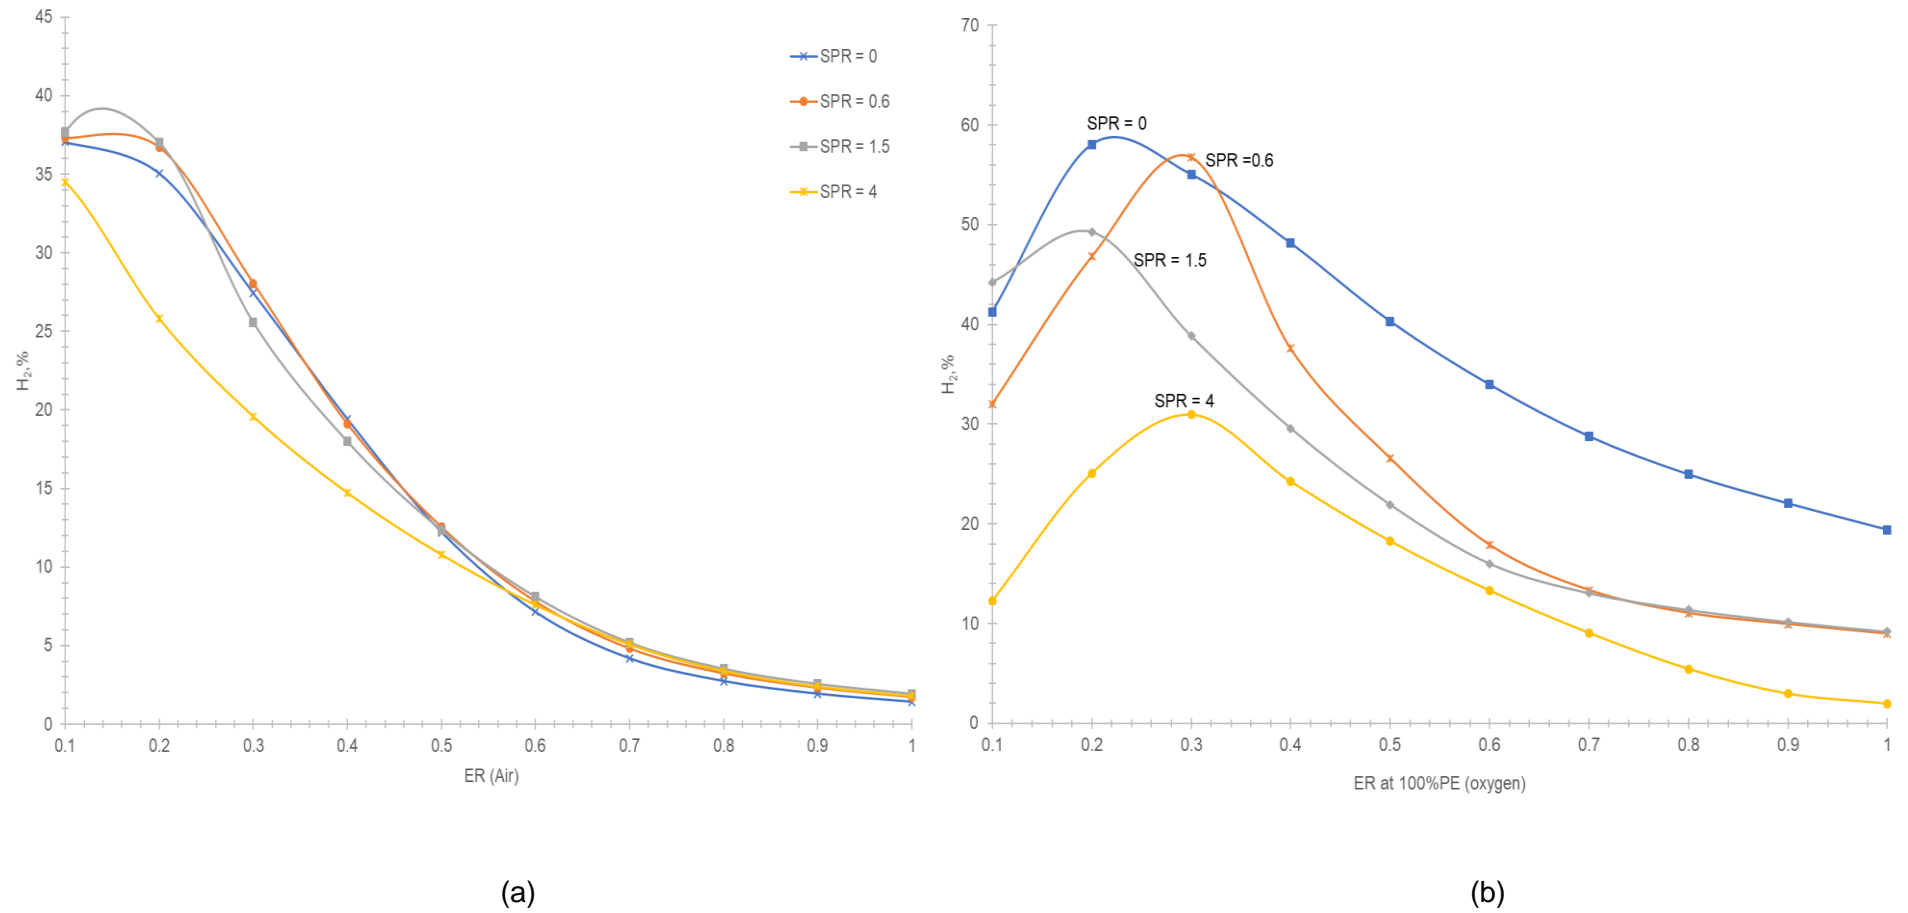 45
40
35
30
25
20
15
10
5
0
H2,%
0.1 0.2 0.3 0.4 0.5 0.6 0.7 0.8 0.9 1
ER (Air)
SPR = 0
SPR = 0.6
SPR = 1.5
SPR = 4
(a)
70
60
50
40
30
20
10
0
H2,%
SPR = 0
SPR =0.6
SPR = 1.5
SPR = 4
0.1 0.2 0.3 0.4 0.5 0.6 0.7 0.8 0.9 1
ER at 100%PE (oxygen)
(b)